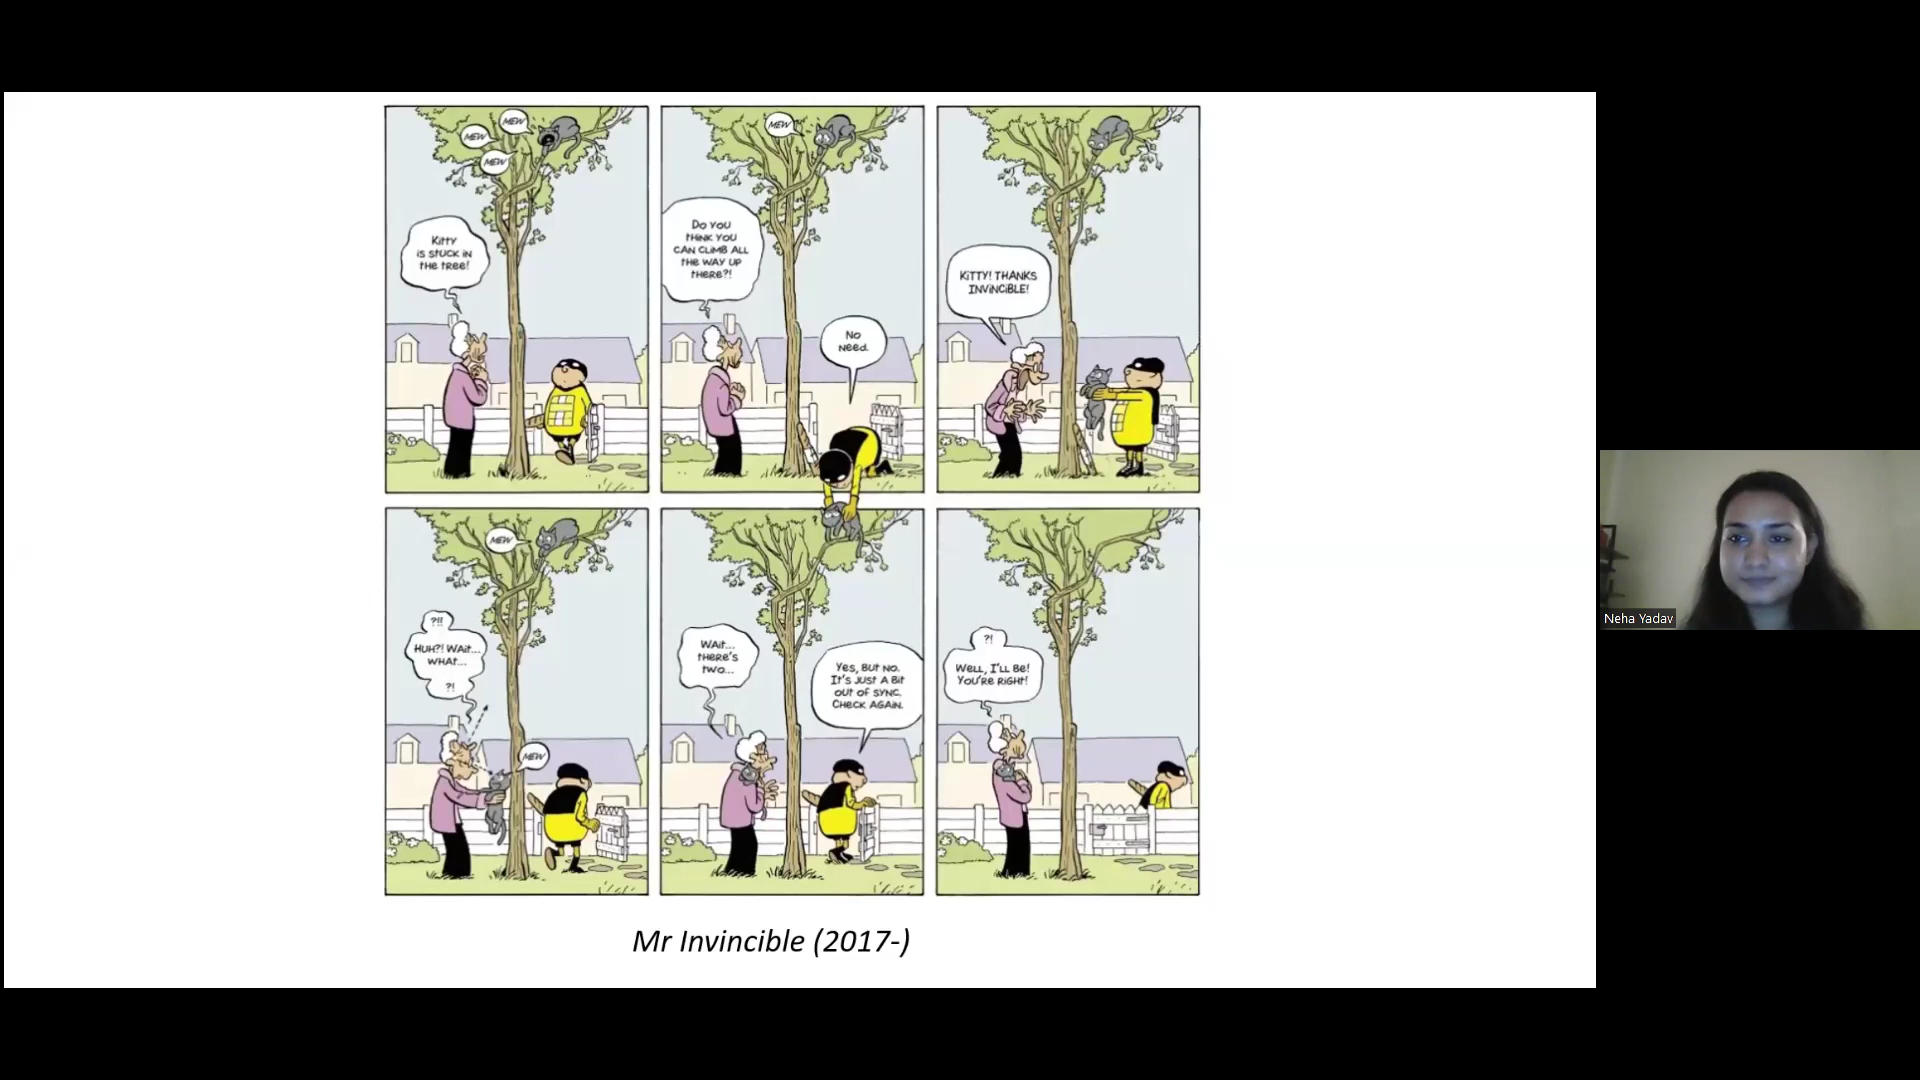 MEW
MEW
MEW
Kitty
is stuck in
the tree!
MEW
Do you
think you
can climb all
the way up
there?!
No
need.
Kitty! Thanks
Invincible!
MEW
?!!
Huh?! Wait...
What...
?!
MEW
Wait...
there's
two...
?
Yes, but no.
It's just a bit
out of sync.
Check again.
?!
Well, I'll be!
You're right!
Mr Invincible (2017-)
Neha Yadav